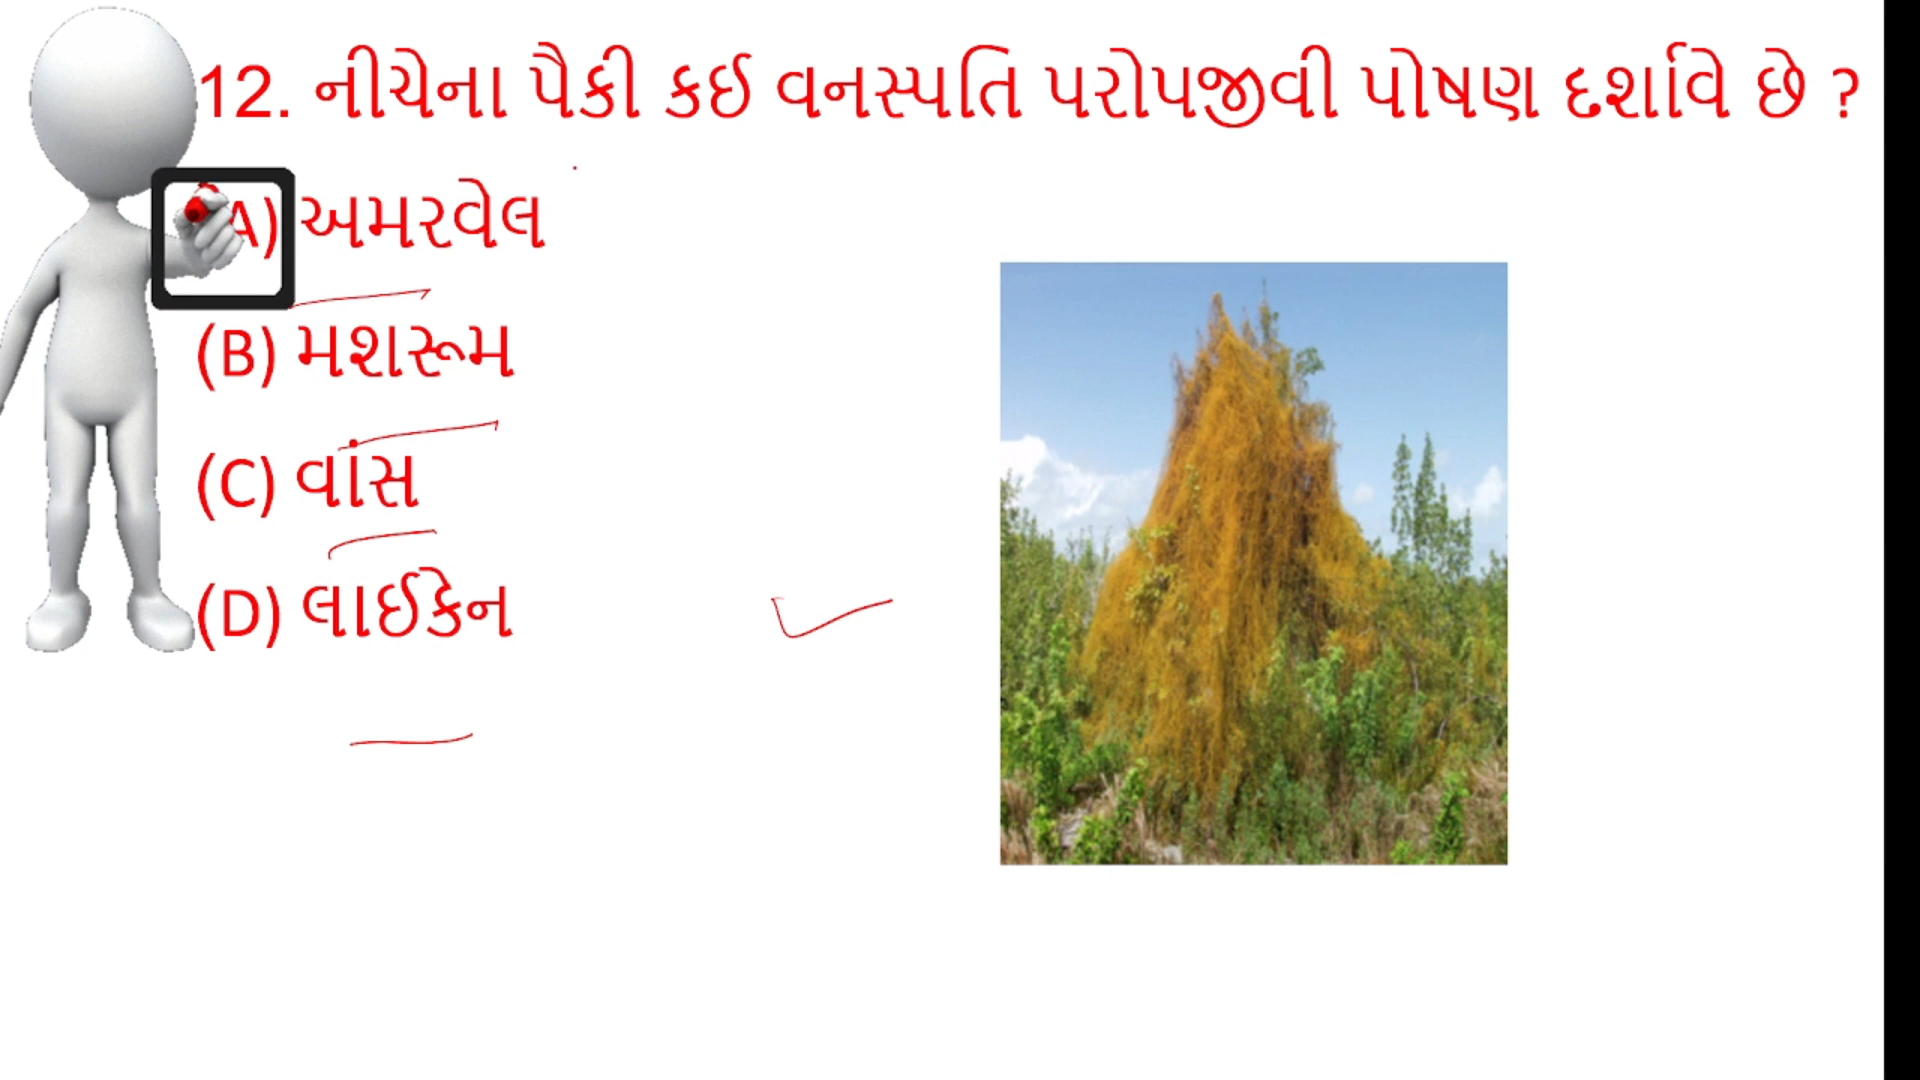 12. નીચેના પૈકી કઈ વનસ્પતિ પરોપજીવી પોષણ દર્શાવે છે ?
A) અમરવેલ
(B) મશરૂમ
(C) વાંસ
(D) લાઈકેન